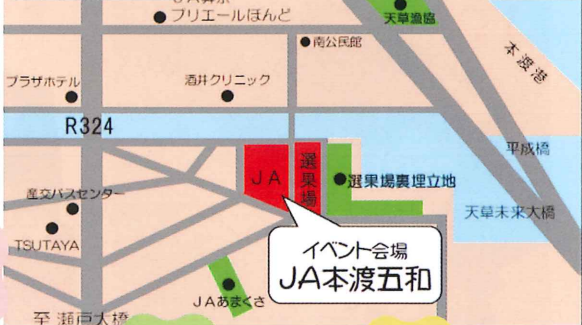 プリエールほんど
天草漁協
南公民館
本渡港
プラザホテル
酒井クリニック
R324
平成橋
JA
選果場
選果場裏埋立地
産交バスセンター
天草未来大橋
TSUTAYA
イベント会場
JA本渡五和
JAあまくさ
至 瀬戸大橋